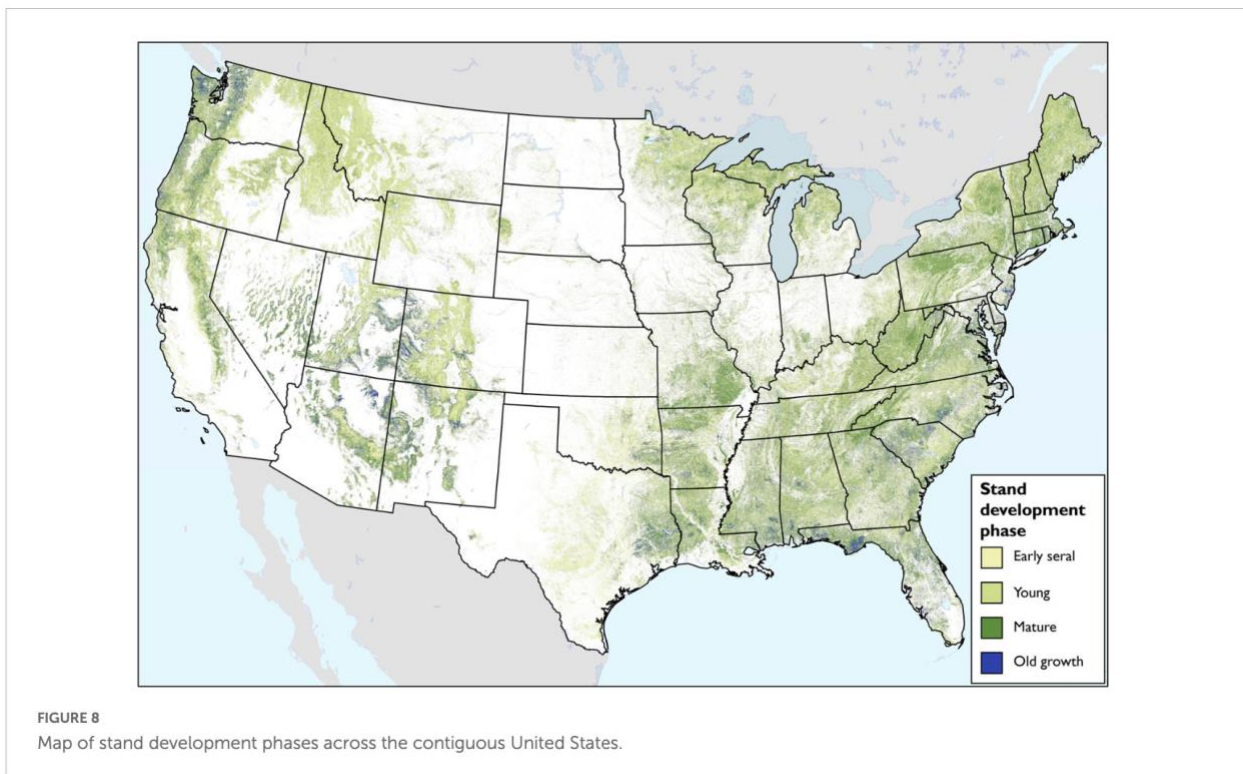 Stand
development
phase
Early seral
Young
Mature
Old growth
FIGURE 8
Map of stand development phases across the contiguous United States.